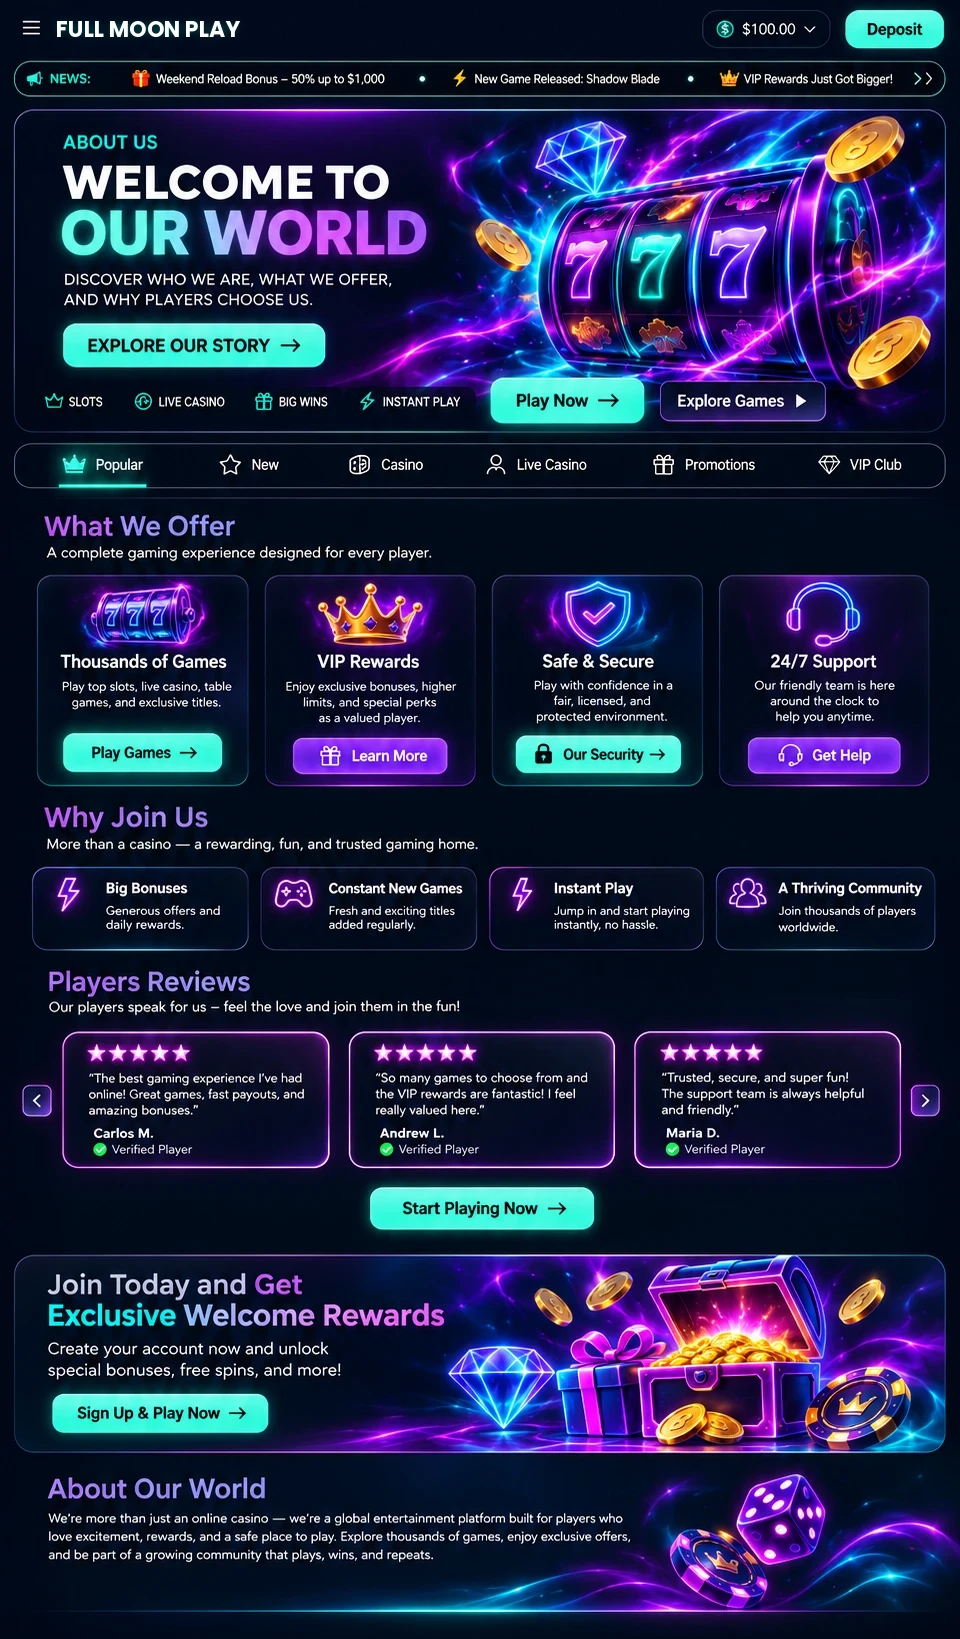 FULL MOON PLAY
$100.00
Deposit
NEWS:
Weekend Reload Bonus – 50% up to $1,000
New Game Released: Shadow Blade
VIP Rewards Just Got Bigger!
ABOUT US
WELCOME TO
OUR WORLD
DISCOVER WHO WE ARE, WHAT WE OFFER,
AND WHY PLAYERS CHOOSE US.
EXPLORE OUR STORY
777
SLOTS
LIVE CASINO
BIG WINS
INSTANT PLAY
Play Now
Explore Games
Popular
New
Casino
Live Casino
Promotions
VIP Club
What We Offer
A complete gaming experience designed for every player.
777
Thousands of Games
Play top slots, live casino, table
games, and exclusive titles.
Play Games
VIP Rewards
Enjoy exclusive bonuses, higher
limits, and special perks
as a valued player.
Learn More
Safe & Secure
Play with confidence in a
fair, licensed, and
protected environment.
Our Security
24/7 Support
Our friendly team is here
around the clock to
help you anytime.
Get Help
Why Join Us
More than a casino — a rewarding, fun, and trusted gaming home.
Big Bonuses
Generous offers and
daily rewards.
Constant New Games
Fresh and exciting titles
added regularly.
Instant Play
Jump in and start playing
instantly, no hassle.
A Thriving Community
Join thousands of players
worldwide.
Players Reviews
Our players speak for us – feel the love and join them in the fun!
“The best gaming experience I’ve had
online! Great games, fast payouts, and
amazing bonuses.”
Carlos M.
Verified Player
“So many games to choose from and
the VIP rewards are fantastic! I feel
really valued here.”
Andrew L.
Verified Player
“Trusted, secure, and super fun!
The support team is always helpful
and friendly.”
Maria D.
Verified Player
Start Playing Now
Join Today and Get
Exclusive Welcome Rewards
Create your account now and unlock
special bonuses, free spins, and more!
Sign Up & Play Now
About Our World
We’re more than just an online casino — we’re a global entertainment platform built for players who
love excitement, rewards, and a safe place to play. Explore thousands of games, enjoy exclusive offers,
and be part of a growing community that plays, wins, and repeats.